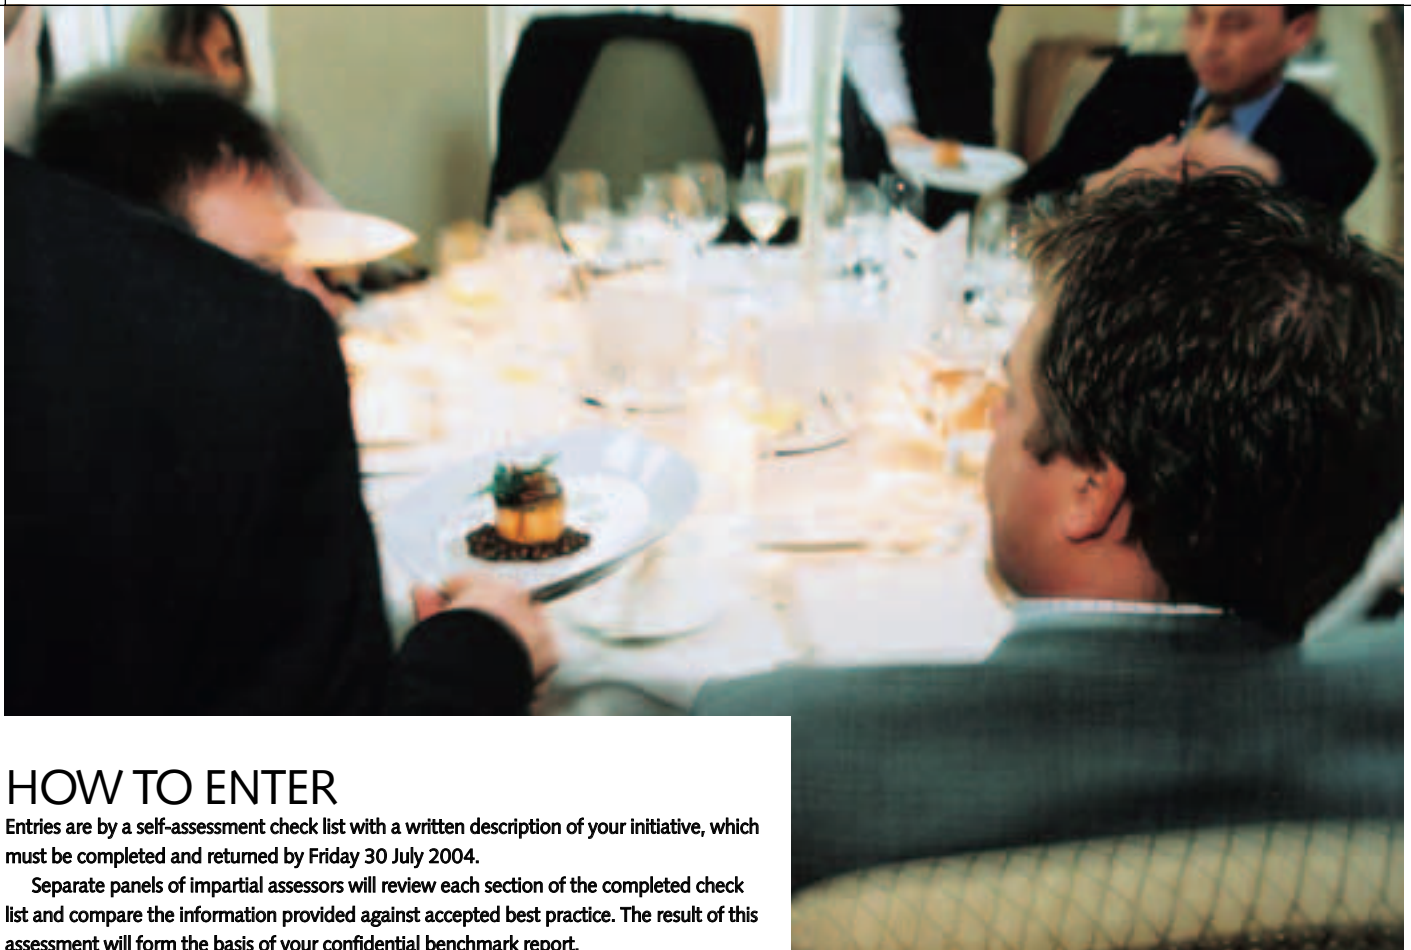 HOW TO ENTER
Entries are by a self-assessment check list with a written description of your initiative, which
must be completed and returned by Friday 30 July 2004.
Separate panels of impartial assessors will review each section of the completed check
list and compare the information provided against accepted best practice. The result of this
assessment will form the basis of your confidential benchmark report.